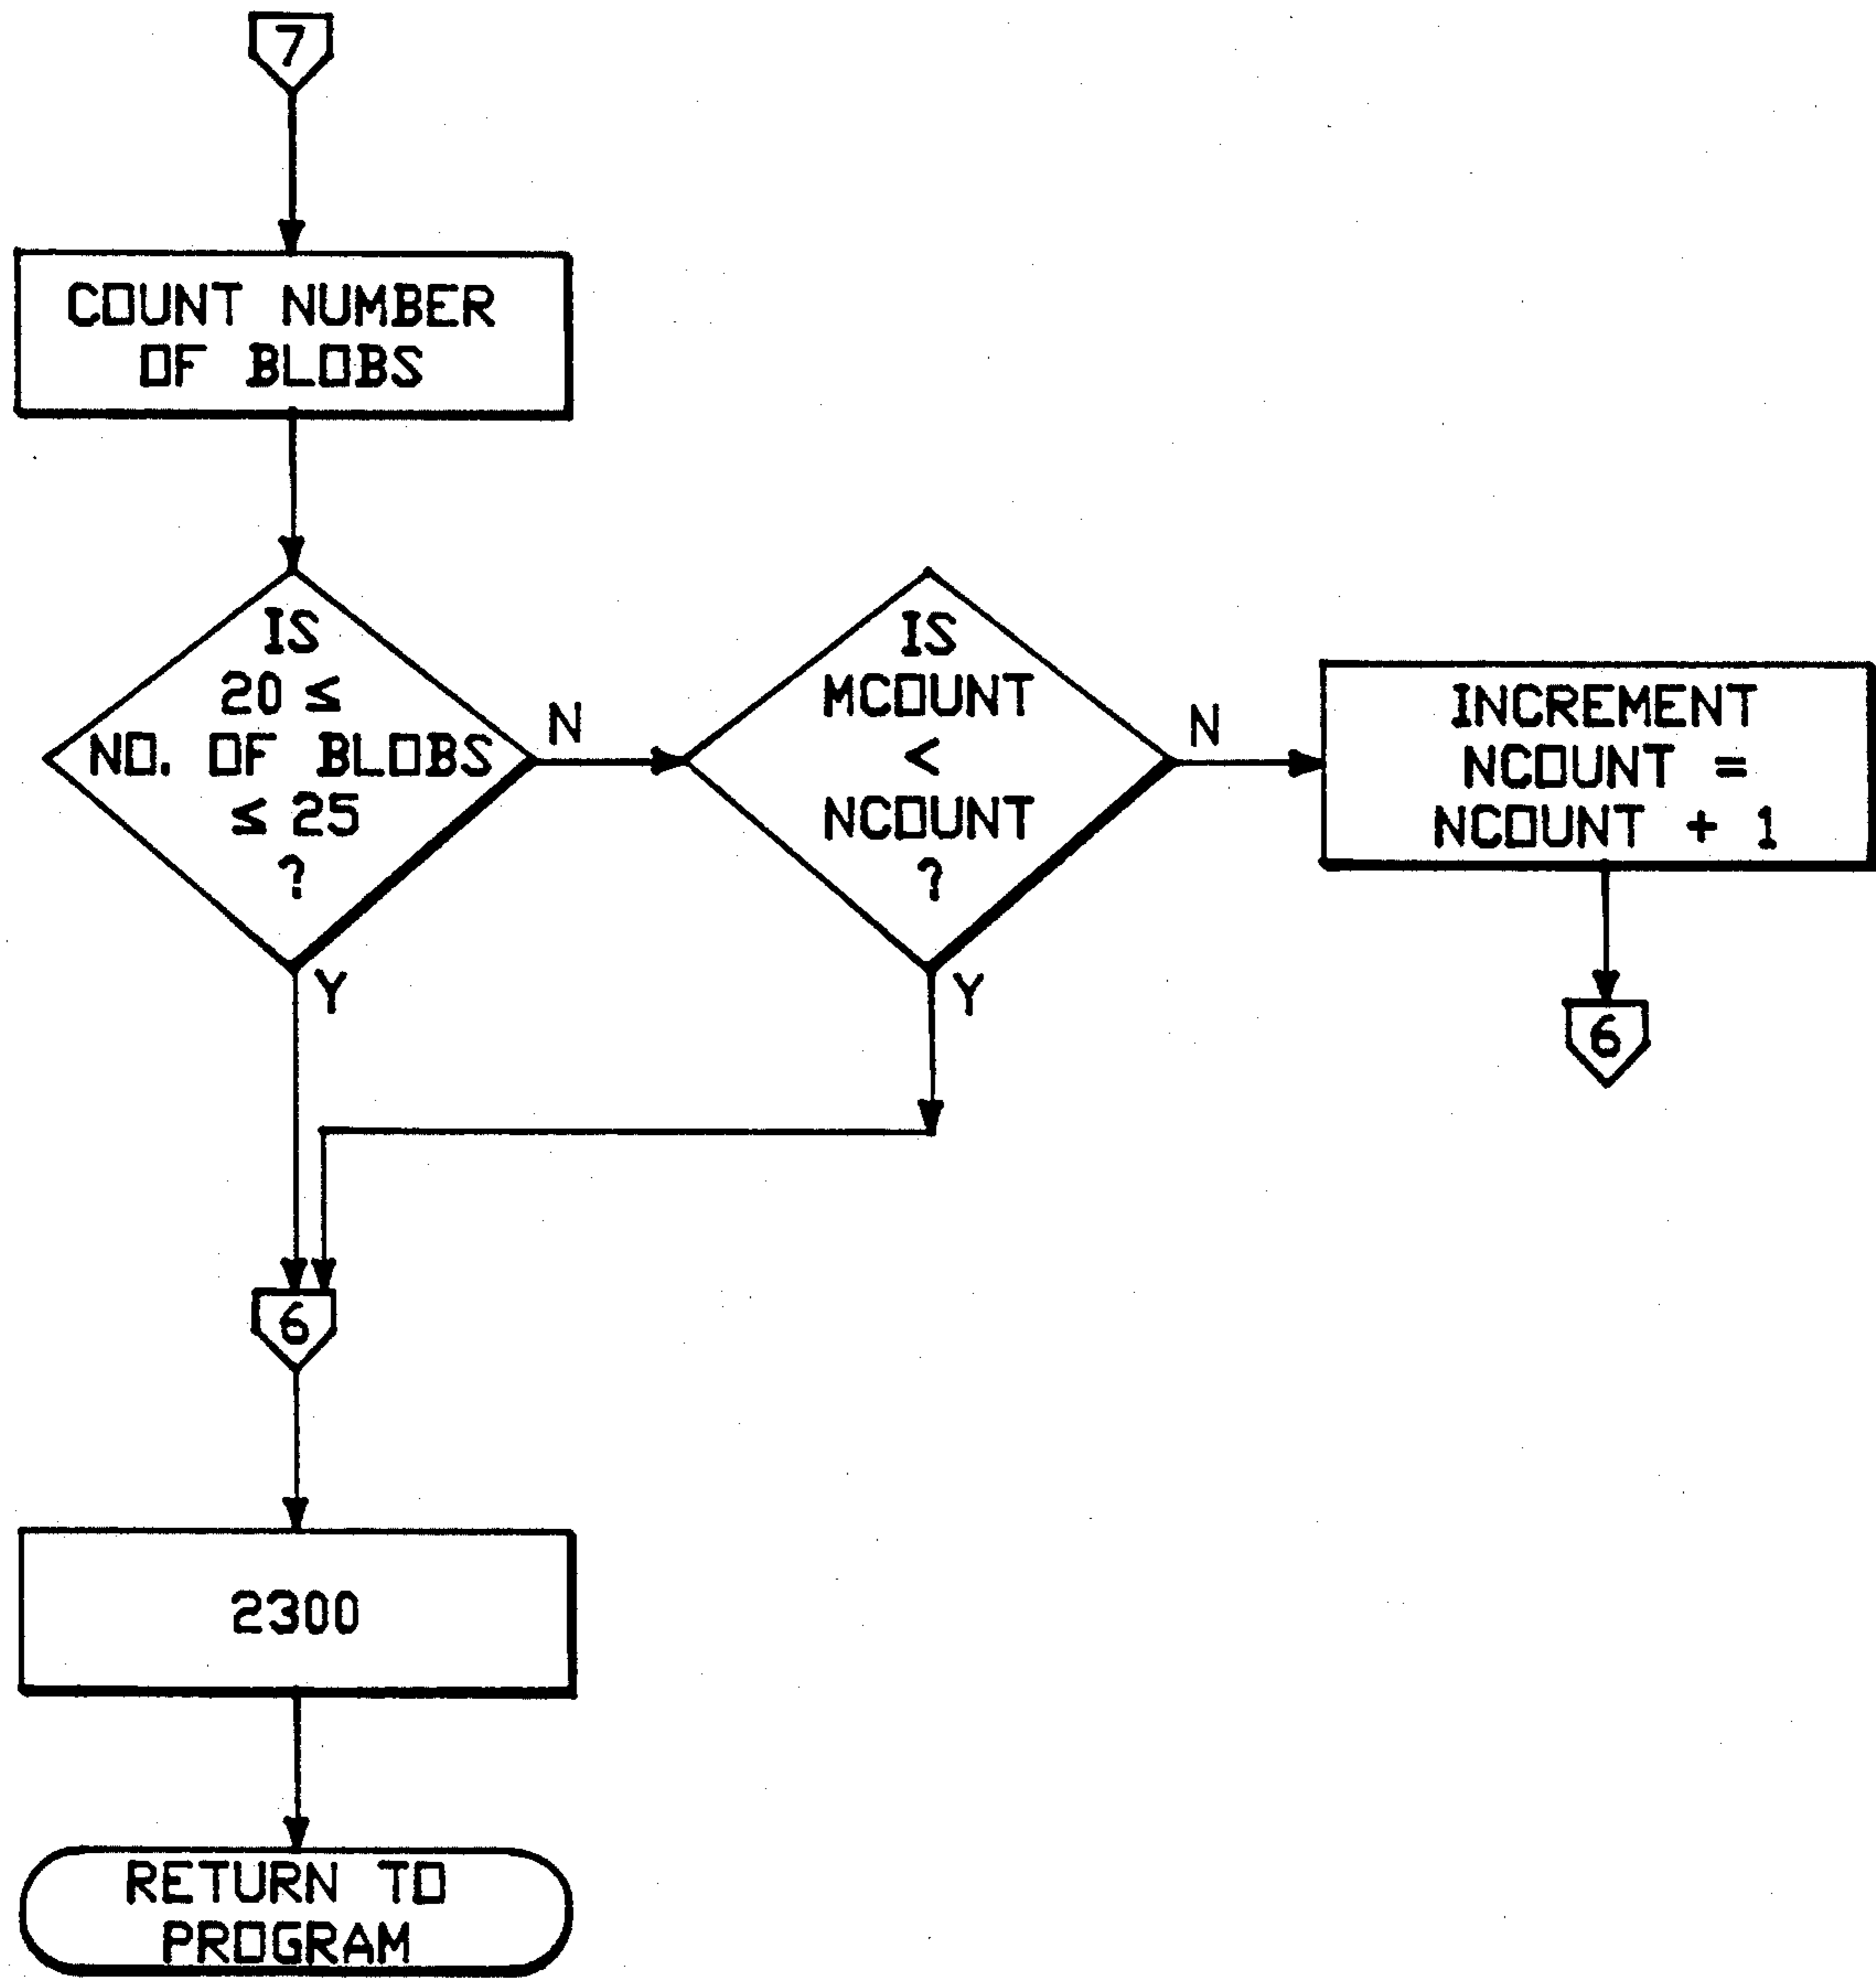 7
COUNT NUMBER
OF BLOBS
IS
20 ≤
NO. OF BLOBS
≤ 25
?
N
Y
IS
MCOUNT
<
NCOUNT
?
N
Y
INCREMENT
NCOUNT =
NCOUNT + 1
6
6
2300
RETURN TO
PROGRAM